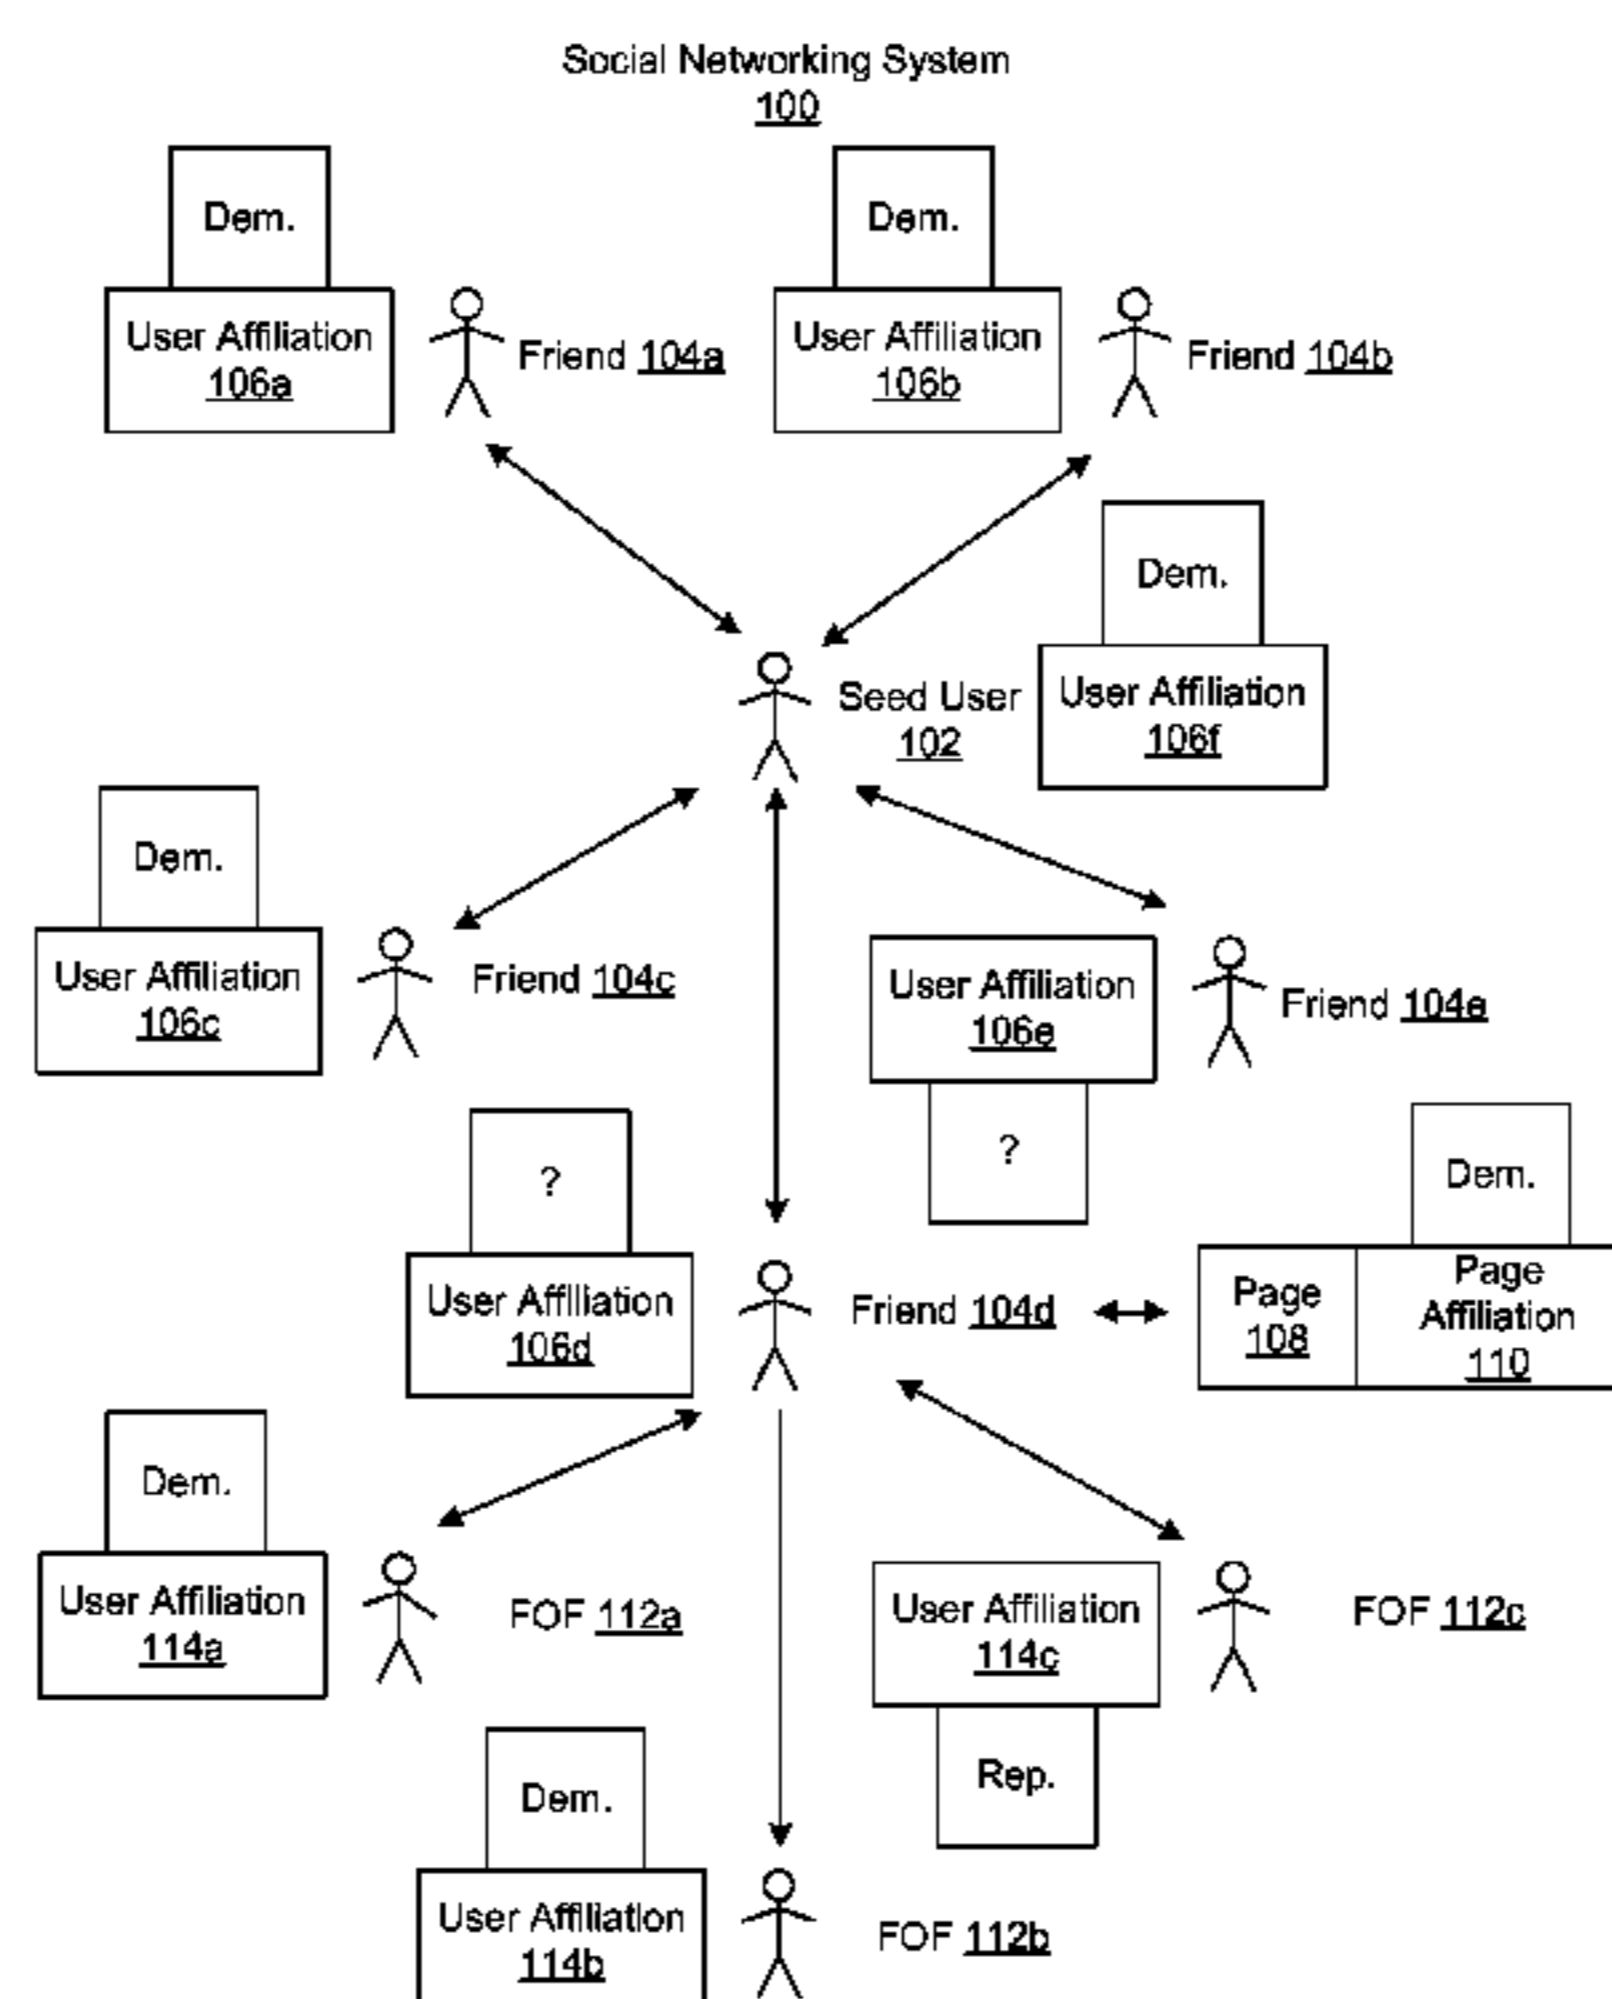 Social Networking System
100
Dem.
User Affiliation
106a
Friend 104a
Dem.
User Affiliation
106b
Friend 104b
Dem.
User Affiliation
106f
Seed User
102
Dem.
User Affiliation
106c
Friend 104c
User Affiliation
106e
?
Friend 104e
?
User Affiliation
106d
Friend 104d
Dem.
Page
108
Page
Affiliation
110
Dem.
User Affiliation
114a
FOF 112a
User Affiliation
114c
Rep.
FOF 112c
Dem.
User Affiliation
114b
FOF 112b